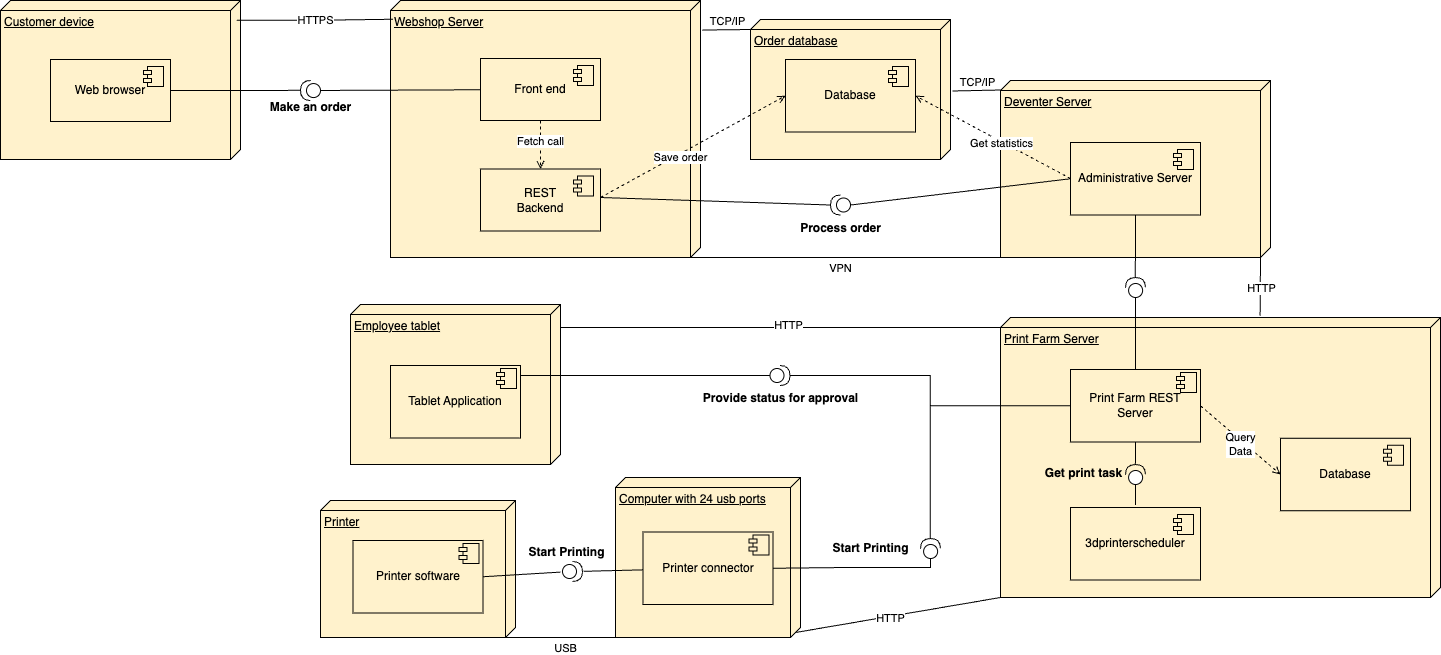 Customer device
HTTPS
Webshop Server
TCP/IP
Order database
TCP/IP
Deventer Server
Web browser
Make an order
Front end
Fetch call
REST
Backend
Save order
Database
Get statistics
Administrative Server
Process order
VPN
HTTP
Employee tablet
HTTP
Print Farm Server
Tablet Application
Provide status for approval
Print Farm REST
Server
Query
Data
Database
Get print task
3dprinterscheduler
Computer with 24 usb ports
Printer
Printer software
Start Printing
Printer connector
Start Printing
HTTP
USB